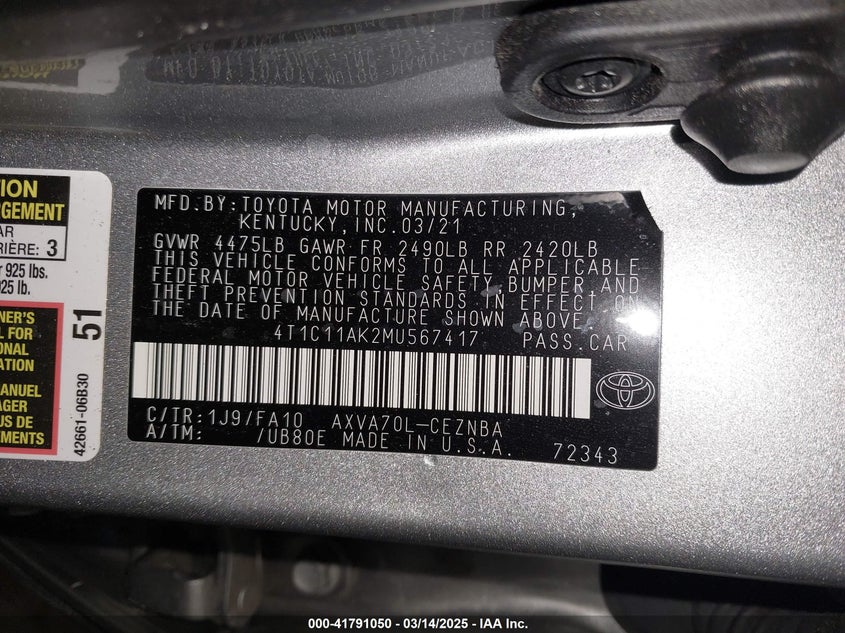 MFD.BY:TOYOTA MOTOR MANUFACTURING,
KENTUCKY,INC.03/21
GVWR 4475LB GAWR FR 2490LB RR 2420LB
THIS VEHICLE CONFORMS TO ALL APPLICABLE
FEDERAL MOTOR VEHICLE SAFETY,BUMPER,AND
THEFT PREVENTION STANDARDS IN EFFECT ON
THE DATE OF MANUFACTURE SHOWN ABOVE.
4T1C11AK2MU567417 PASS.CAR
C/TR:1J9/FA10 AXVA70L-CEZNBA
A/TM: /UB80E MADE IN U.S.A.
72343
TION
RGEMENT
AR
RIÈRE: 3
925 lbs.
925 lb.
NER'S
L FOR
ONAL
ATION
MANUEL
AGER
US DE
EMENTS
51
42661-06B30
000-41791050 - 03/14/2025 - IAA Inc.